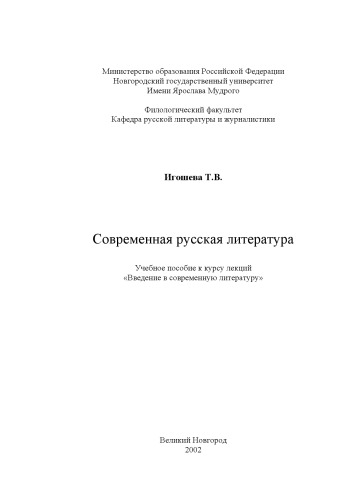 Министерство образования Российской Федерации
Новгородский государственный университет
Имени Ярослава Мудрого
Филологический факультет
Кафедра русской литературы и журналистики
Игошева Т.В.
Современная русская литература
Учебное пособие к курсу лекций
«Введение в современную литературу»
Великий Новгород
2002